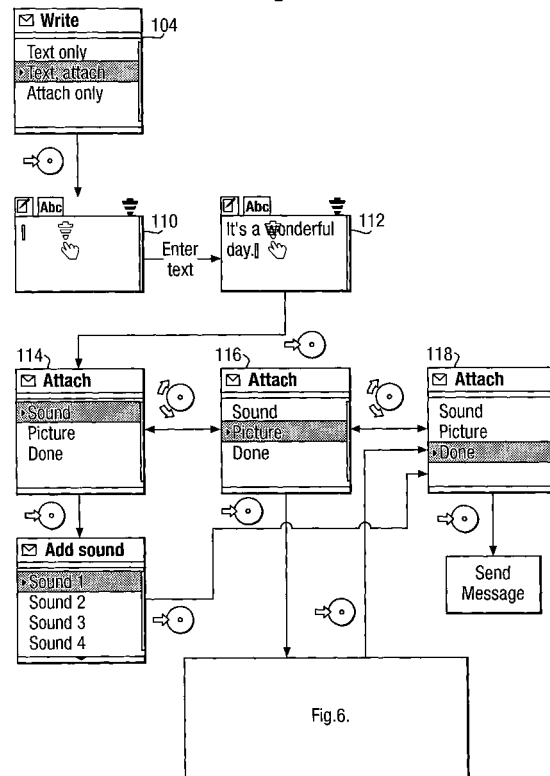 Write
104
Text only
Text, attach
Attach only
Abc
110
Enter
text
Abc
It's a wonderful
day.
112
114
Attach
Sound
Picture
Done
116
Attach
Sound
Picture
Done
118
Attach
Sound
Picture
Done
Add sound
Sound 1
Sound 2
Sound 3
Sound 4
Send
Message
Fig.6.